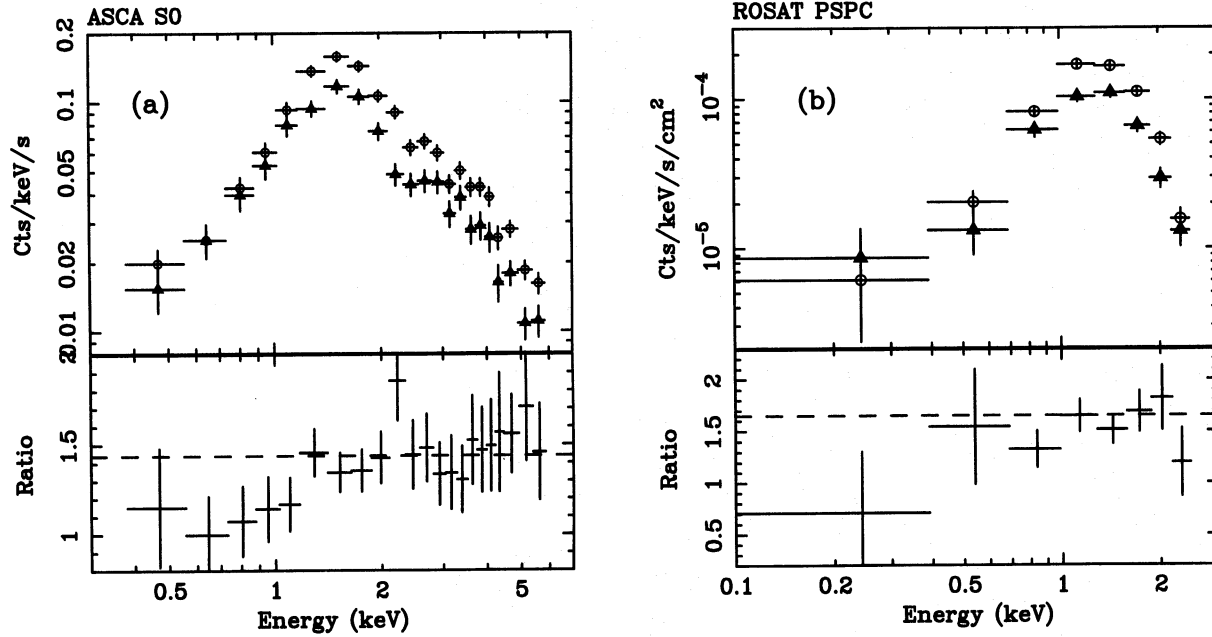 ASCA S0
0.2
0.1
0.05
0.02
0.01
Cts/keV/s
(a)
2
1.5
1
Ratio
0.5 1 2 5
Energy (keV)
ROSAT PSPC
10⁻⁴
10⁻⁵
Cts/keV/s/cm²
(b)
2
1.5
1
0.5
Ratio
0.1 0.2 0.5 1 2
Energy (keV)